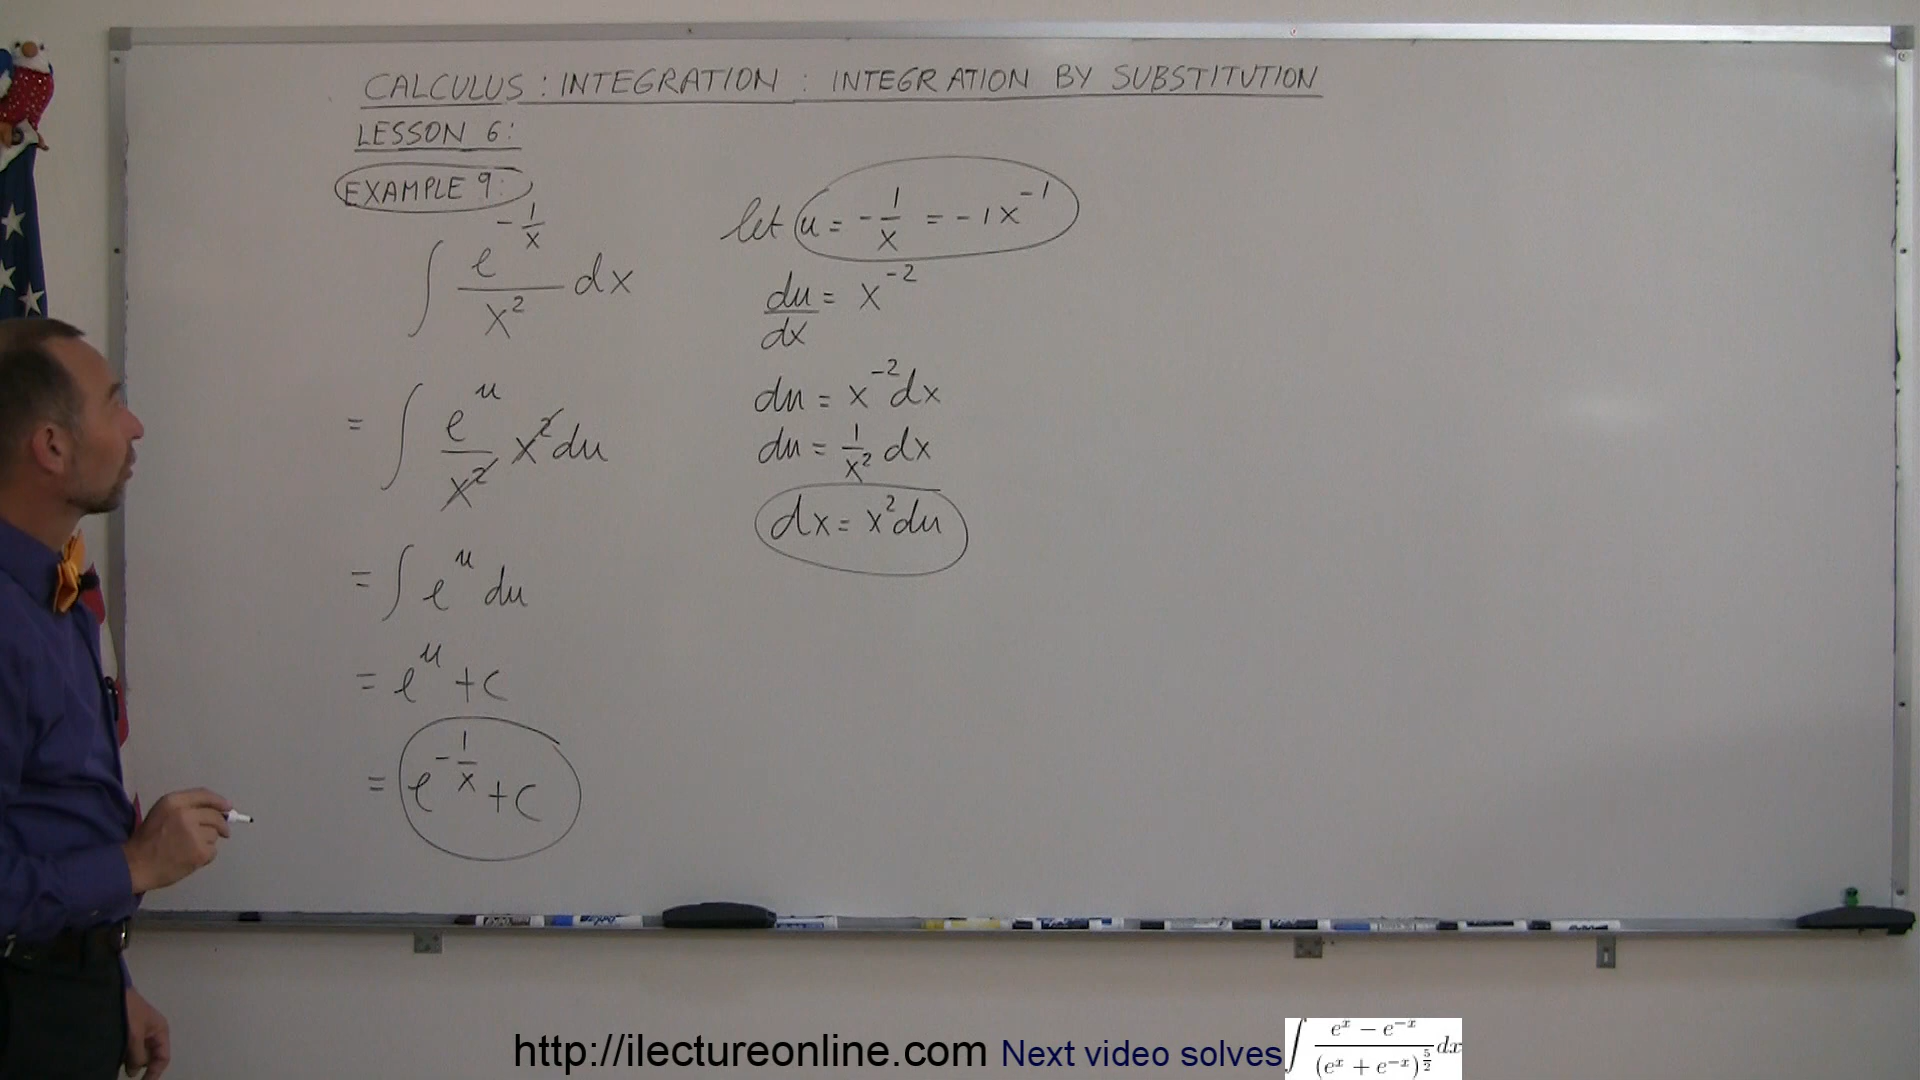 CALCULUS : INTEGRATION : INTEGRATION BY SUBSTITUTION
LESSON 6:
EXAMPLE 9:
∫ e^(-1/x) / x² dx
= ∫ e^u / x² x² du
= ∫ e^u du
= e^u + c
= e^(-1/x) + c
let u = -1/x = -1x^-1
du/dx = x^-2
du = x^-2 dx
du = 1/x² dx
dx = x² du
http://ilectureonline.com Next video solves ∫ (e^x − e^−x) / (e^x + e^−x)^(5/2) dx